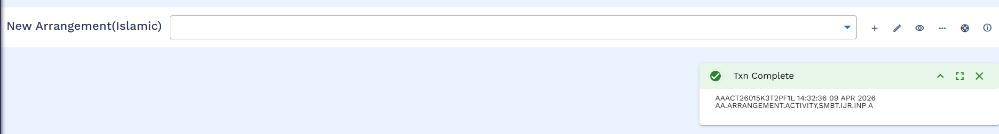 New Arrangement(Islamic)
Txn Complete
AAACT26015K3T2PF1L 14:32:36 09 APR 2026
AA.ARRANGEMENT.ACTIVITY,SMBT.IJR.INP A